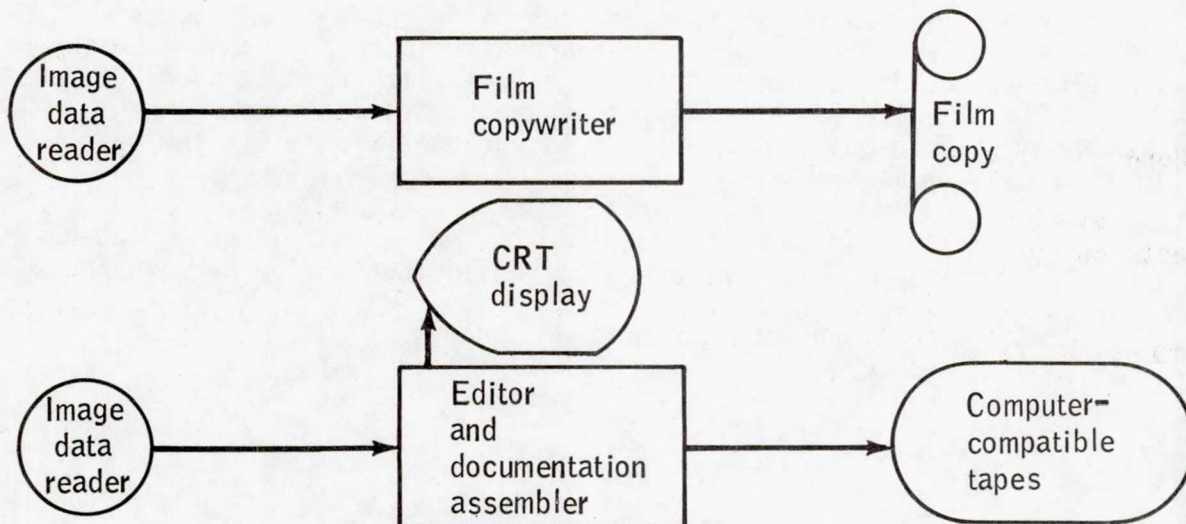 Image
data
reader
Film
copywriter
Film
copy
CRT
display
Image
data
reader
Editor
and
documentation
assembler
Computer-
compatible
tapes